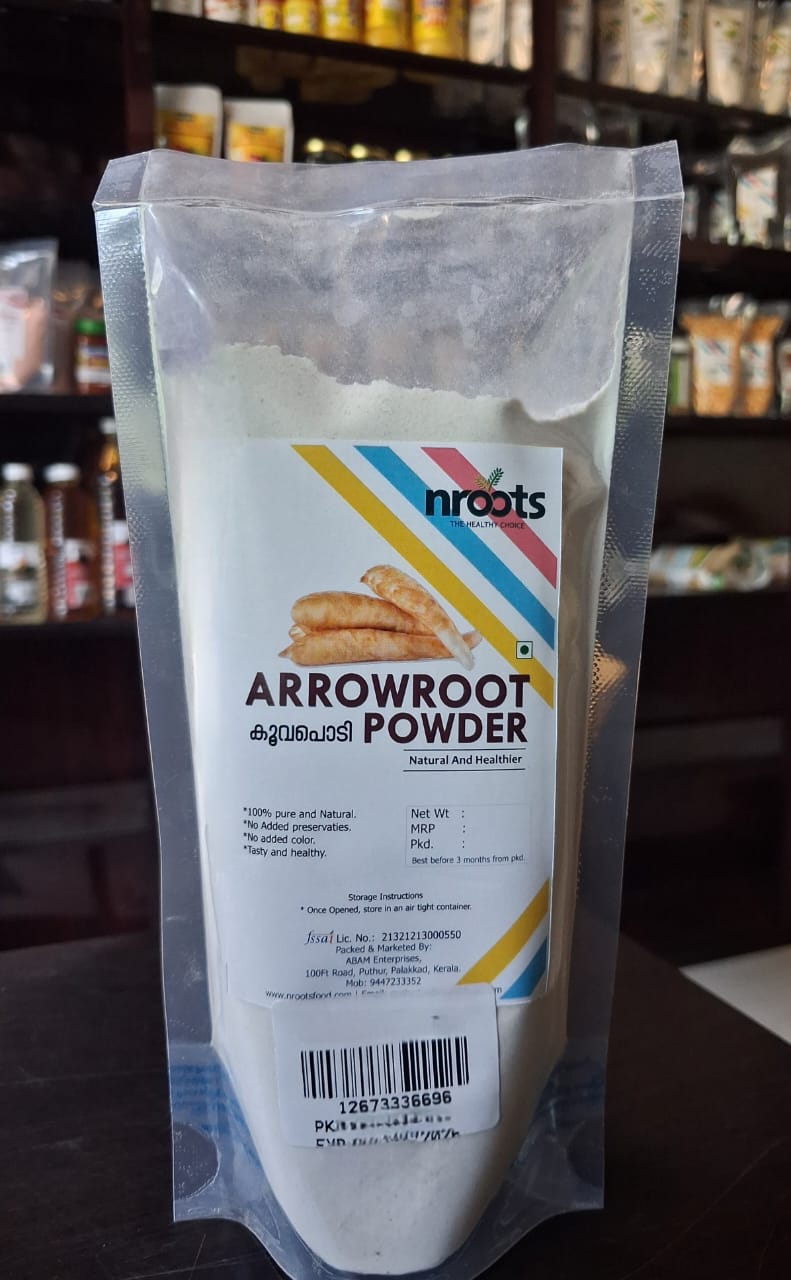 nroots
THE HEALTHY CHOICE
ARROWROOT
കൂവപൊടി POWDER
Natural And Healthier
*100% pure and Natural.
*No Added preservaties.
*No added color.
*Tasty and healthy.
Net Wt :
MRP :
Pkd. :
Best before 3 months from pkd.
Storage Instructions
* Once Opened, store in an air tight container.
fssai Lic. No.: 21321213000550
Packed & Marketed By:
ABAM Enterprises,
100Ft Road, Puthur, Palakkad, Kerala.
Mob: 9447233352
www.nrootsfood.com | Email:
12673336696